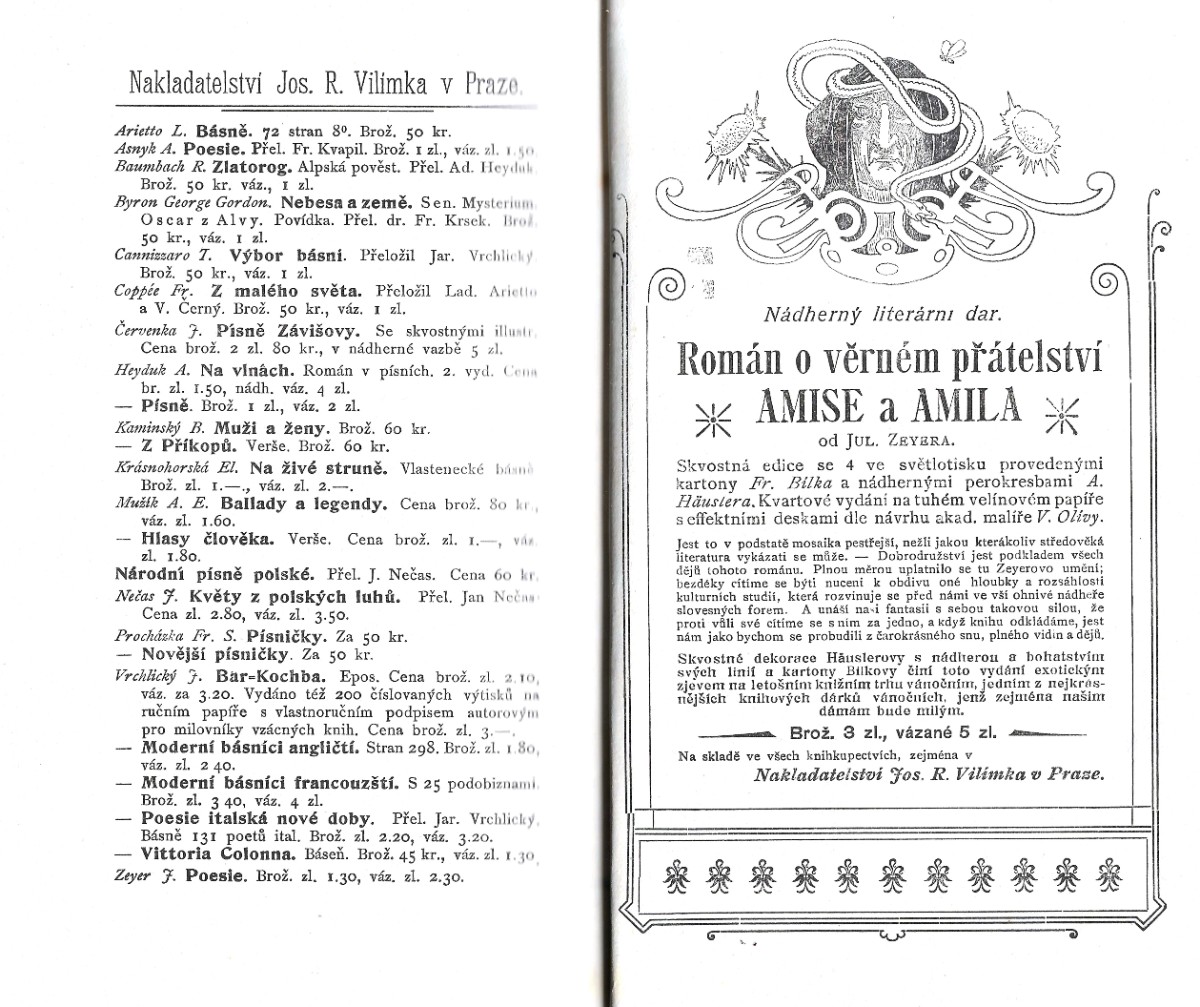 Nakladatelství Jos. R. Vilímka v Praze.
Arietto L. Básně. 72 stran 8⁰. Brož. 50 kr.
Asnyk A. Poesie. Přel. Fr. Kvapil. Brož. 1 zl., váz. zl. 1.50.
Baumbach R. Zlatorog. Alpská pověst. Přel. Ad. Heyduk.
Brož. 50 kr. váz., 1 zl.
Byron George Gordon. Nebesa a země. Sen. Mysterium.
Oscar z Alvy. Povídka. Přel. dr. Fr. Krsek. Brož.
50 kr., váz. 1 zl.
Cannizzaro T. Výbor básní. Přeložil Jar. Vrchlický.
Brož. 50 kr., váz. 1 zl.
Coppée Fr. Z malého světa. Přeložil Lad. Arietto
a V. Černý. Brož. 50 kr., váz. 1 zl.
Červenka J. Písně Závišovy. Se skvostnými illustr.
Cena brož. 2 zl. 80 kr., v nádherné vazbě 5 zl.
Heyduk A. Na vlnách. Román v písních. 2. vyd. Cena
br. zl. 1.50, nádh. váz. 4 zl.
— Písně. Brož. 1 zl., váz. 2 zl.
Kaminský B. Muži a ženy. Brož. 60 kr.
— Z Příkopů. Verše. Brož. 60 kr.
Krásnohorská El. Na živé struně. Vlastenecké básně
Brož. zl. 1.—., váz. zl. 2.—.
Mužík A. E. Ballady a legendy. Cena brož. 80 kr.,
váz. zl. 1.60.
— Hlasy člověka. Verše. Cena brož. zl. 1.—, váz.
zl. 1.80.
Národní písně polské. Přel. J. Nečas. Cena 60 kr.
Nečas J. Květy z polských luhů. Přel. Jan Nečas
Cena zl. 2.80, váz. zl. 3.50.
Procházka Fr. S. Písničky. Za 50 kr.
— Novější písničky. Za 50 kr.
Vrchlický J. Bar=Kochba. Epos. Cena brož. zl. 2.10,
váz. za 3.20. Vydáno též 200 číslovaných výtisků na
ručním papíře s vlastnoručním podpisem autorovým
pro milovníky vzácných knih. Cena brož. zl. 3.—.
— Moderní básníci angličtí. Stran 298. Brož. zl. 1.80,
váz. zl. 2 40.
— Moderní básníci francouzští. S 25 podobiznami.
Brož. zl. 3 40, váz. 4 zl.
— Poesie italská nové doby. Přel. Jar. Vrchlický.
Básně 131 poetů ital. Brož. zl. 2.20, váz. 3.20.
— Vittoria Colonna. Báseň. Brož. 45 kr., váz. zl. 1.30,
Zeyer J. Poesie. Brož. zl. 1.30, váz. zl. 2.30.
Nádherný literární dar.
Román o věrném přátelství
AMISE a AMILA
od JUL. ZEYERA.
Skvostná edice se 4 ve světlotisku provedenými
kartony Fr. Bílka a nádhernými perokresbami A.
Häuslera. Kvartové vydání na tuhém velínovém papíře
s effektními deskami dle návrhu akad. malíře V. Olivy.
Jest to v podstatě mosaika pestřejší, nežli jakou kterákoliv středověká
literatura vykázati se může. — Dobrodružství jest podkladem všech
dějů tohoto románu. Plnou měrou uplatnilo se tu Zeyerovo umění;
bezděky cítíme se býti nuceni k obdivu oné hloubky a rozsáhlosti
kulturních studií, která rozvinuje se před námi ve vší ohnivé nádheře
slovesných forem. A unáší naši fantasii s sebou takovou silou, že
proti vůli své cítíme se s ním za jedno, a když knihu odkládáme, jest
nám jako bychom se probudili z čarokrásného snu, plného vidin a dějů.
Skvostné dekorace Häuslerovy s nádherou a bohatstvím
svých linií a kartony Bílkovy činí toto vydání exotickým
zjevem na letošním knižním trhu vánočním, jedním z nejkrás-
nějších knihových dárků vánočních, jenž zejména našim
dámám bude milým.
Brož. 3 zl., vázané 5 zl.
Na skladě ve všech knihkupectvích, zejména v
Nakladatelství Jos. R. Vilímka v Praze.